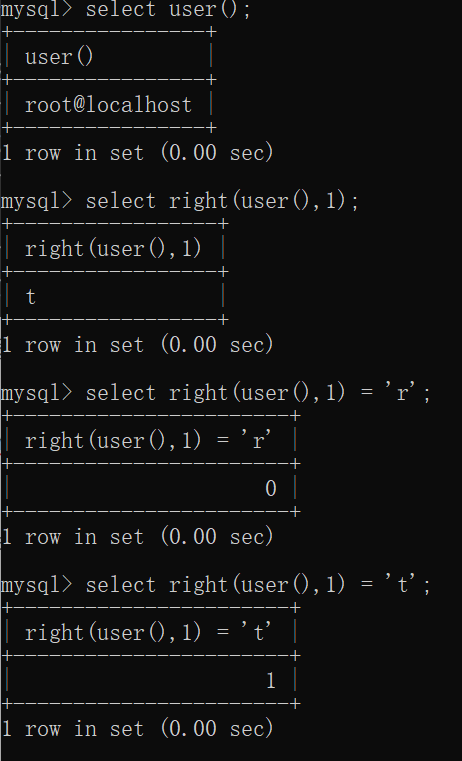 mysql> select user();
+----------------+
| user()         |
+----------------+
| root@localhost |
+----------------+
1 row in set (0.00 sec)
mysql> select right(user(),1);
+-----------------+
| right(user(),1) |
+-----------------+
| t               |
+-----------------+
1 row in set (0.00 sec)
mysql> select right(user(),1) = 'r';
+-----------------------+
| right(user(),1) = 'r' |
+-----------------------+
|                     0 |
+-----------------------+
1 row in set (0.00 sec)
mysql> select right(user(),1) = 't';
+-----------------------+
| right(user(),1) = 't' |
+-----------------------+
|                     1 |
+-----------------------+
1 row in set (0.00 sec)